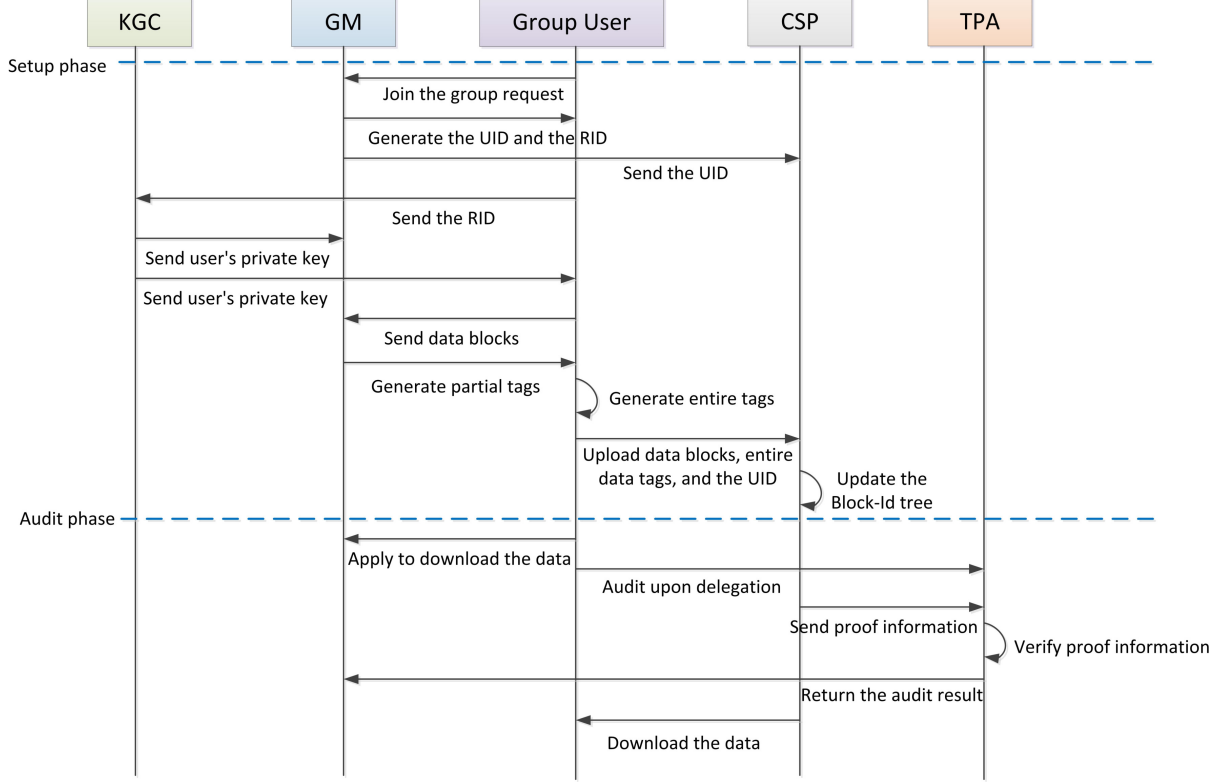 KGC GM Group User CSP TPA
Setup phase
Join the group request
Generate the UID and the RID
Send the UID
Send the RID
Send user's private key
Send user's private key
Send data blocks
Generate partial tags
Generate entire tags
Upload data blocks, entire
data tags, and the UID
Update the
Block-Id tree
Audit phase
Apply to download the data
Audit upon delegation
Send proof information
Verify proof information
Return the audit result
Download the data